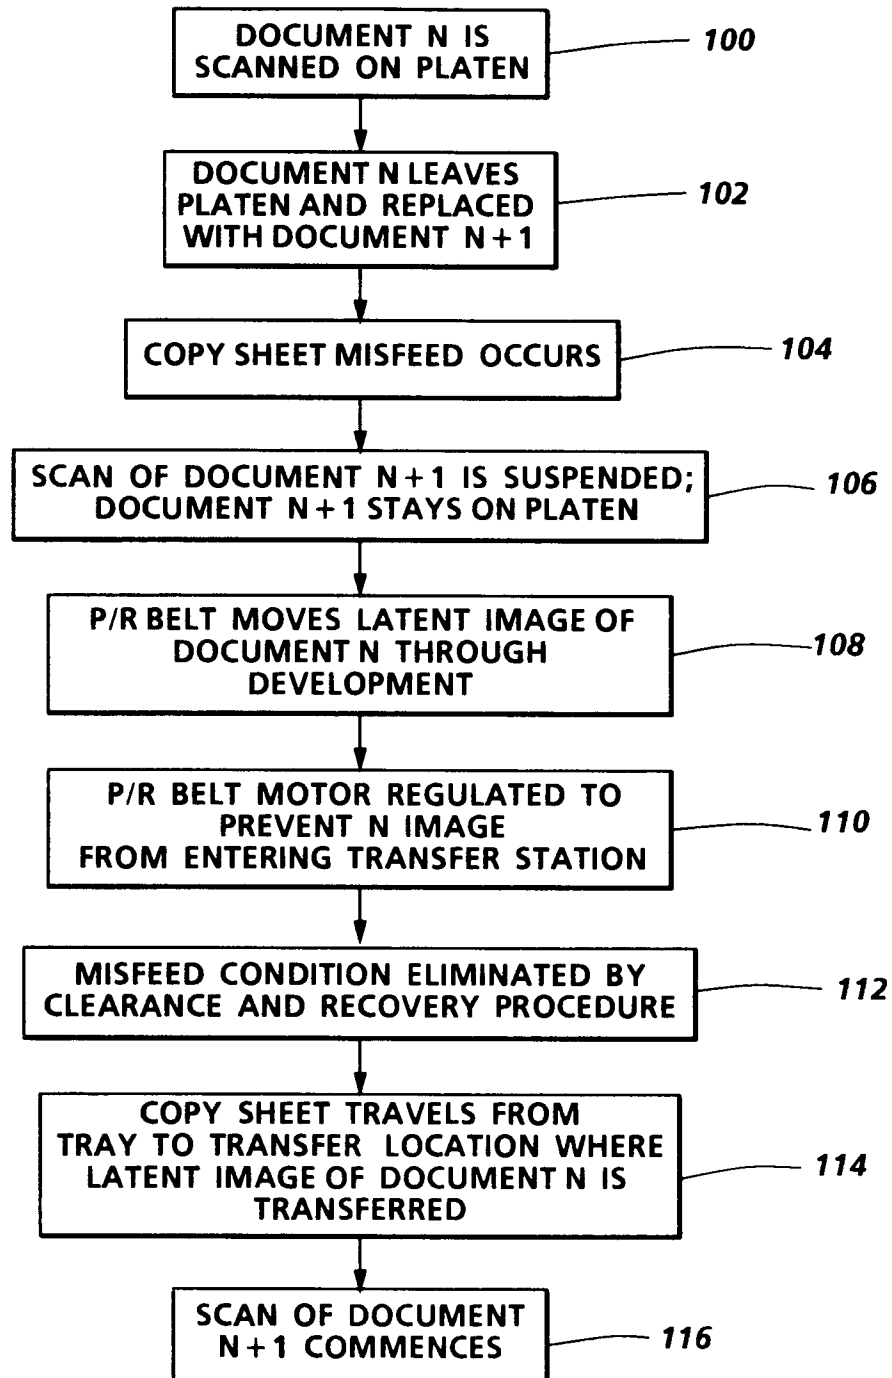 DOCUMENT N IS
SCANNED ON PLATEN
100
DOCUMENT N LEAVES
PLATEN AND REPLACED
WITH DOCUMENT N+1
102
COPY SHEET MISFEED OCCURS
104
SCAN OF DOCUMENT N+1 IS SUSPENDED;
DOCUMENT N+1 STAYS ON PLATEN
106
P/R BELT MOVES LATENT IMAGE OF
DOCUMENT N THROUGH
DEVELOPMENT
108
P/R BELT MOTOR REGULATED TO
PREVENT N IMAGE
FROM ENTERING TRANSFER STATION
110
MISFEED CONDITION ELIMINATED BY
CLEARANCE AND RECOVERY PROCEDURE
112
COPY SHEET TRAVELS FROM
TRAY TO TRANSFER LOCATION WHERE
LATENT IMAGE OF DOCUMENT N IS
TRANSFERRED
114
SCAN OF DOCUMENT
N+1 COMMENCES
116